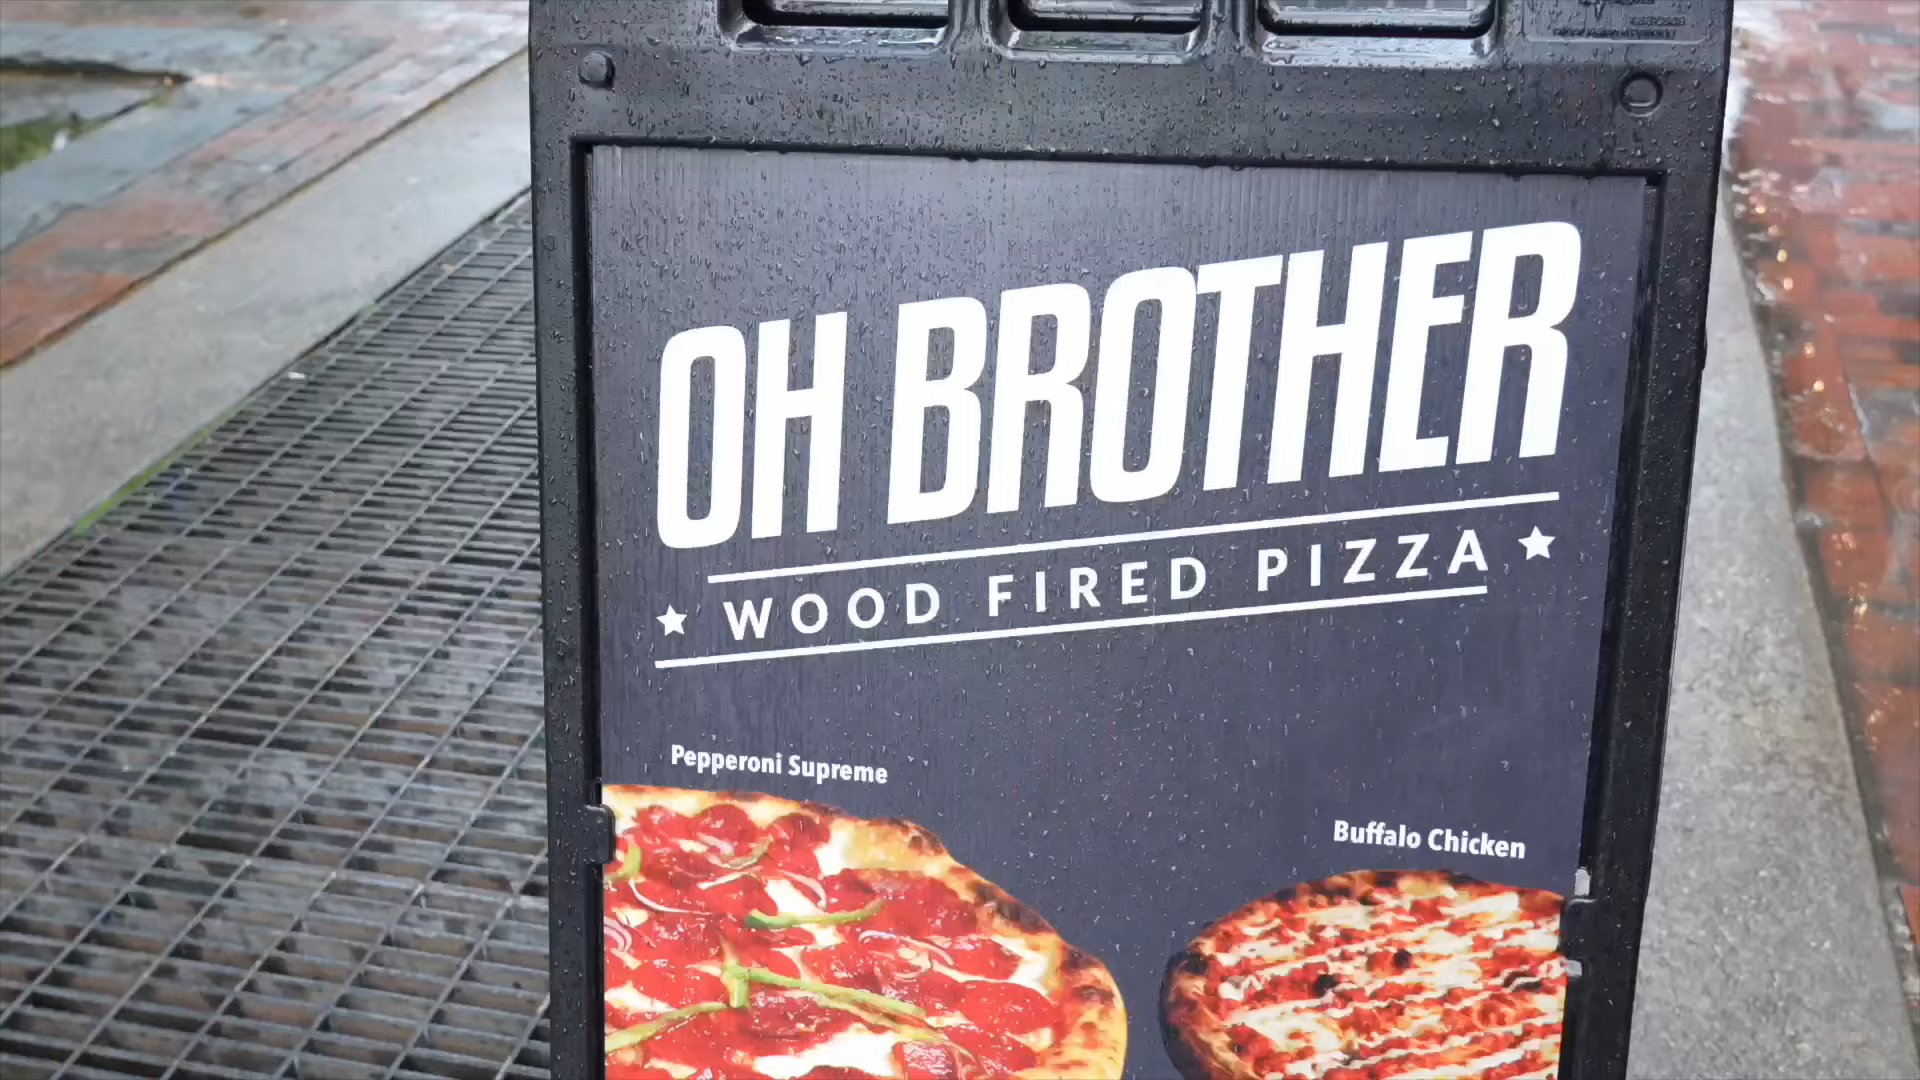 OH BROTHER
WOOD FIRED PIZZA
Pepperoni Supreme
Buffalo Chicken